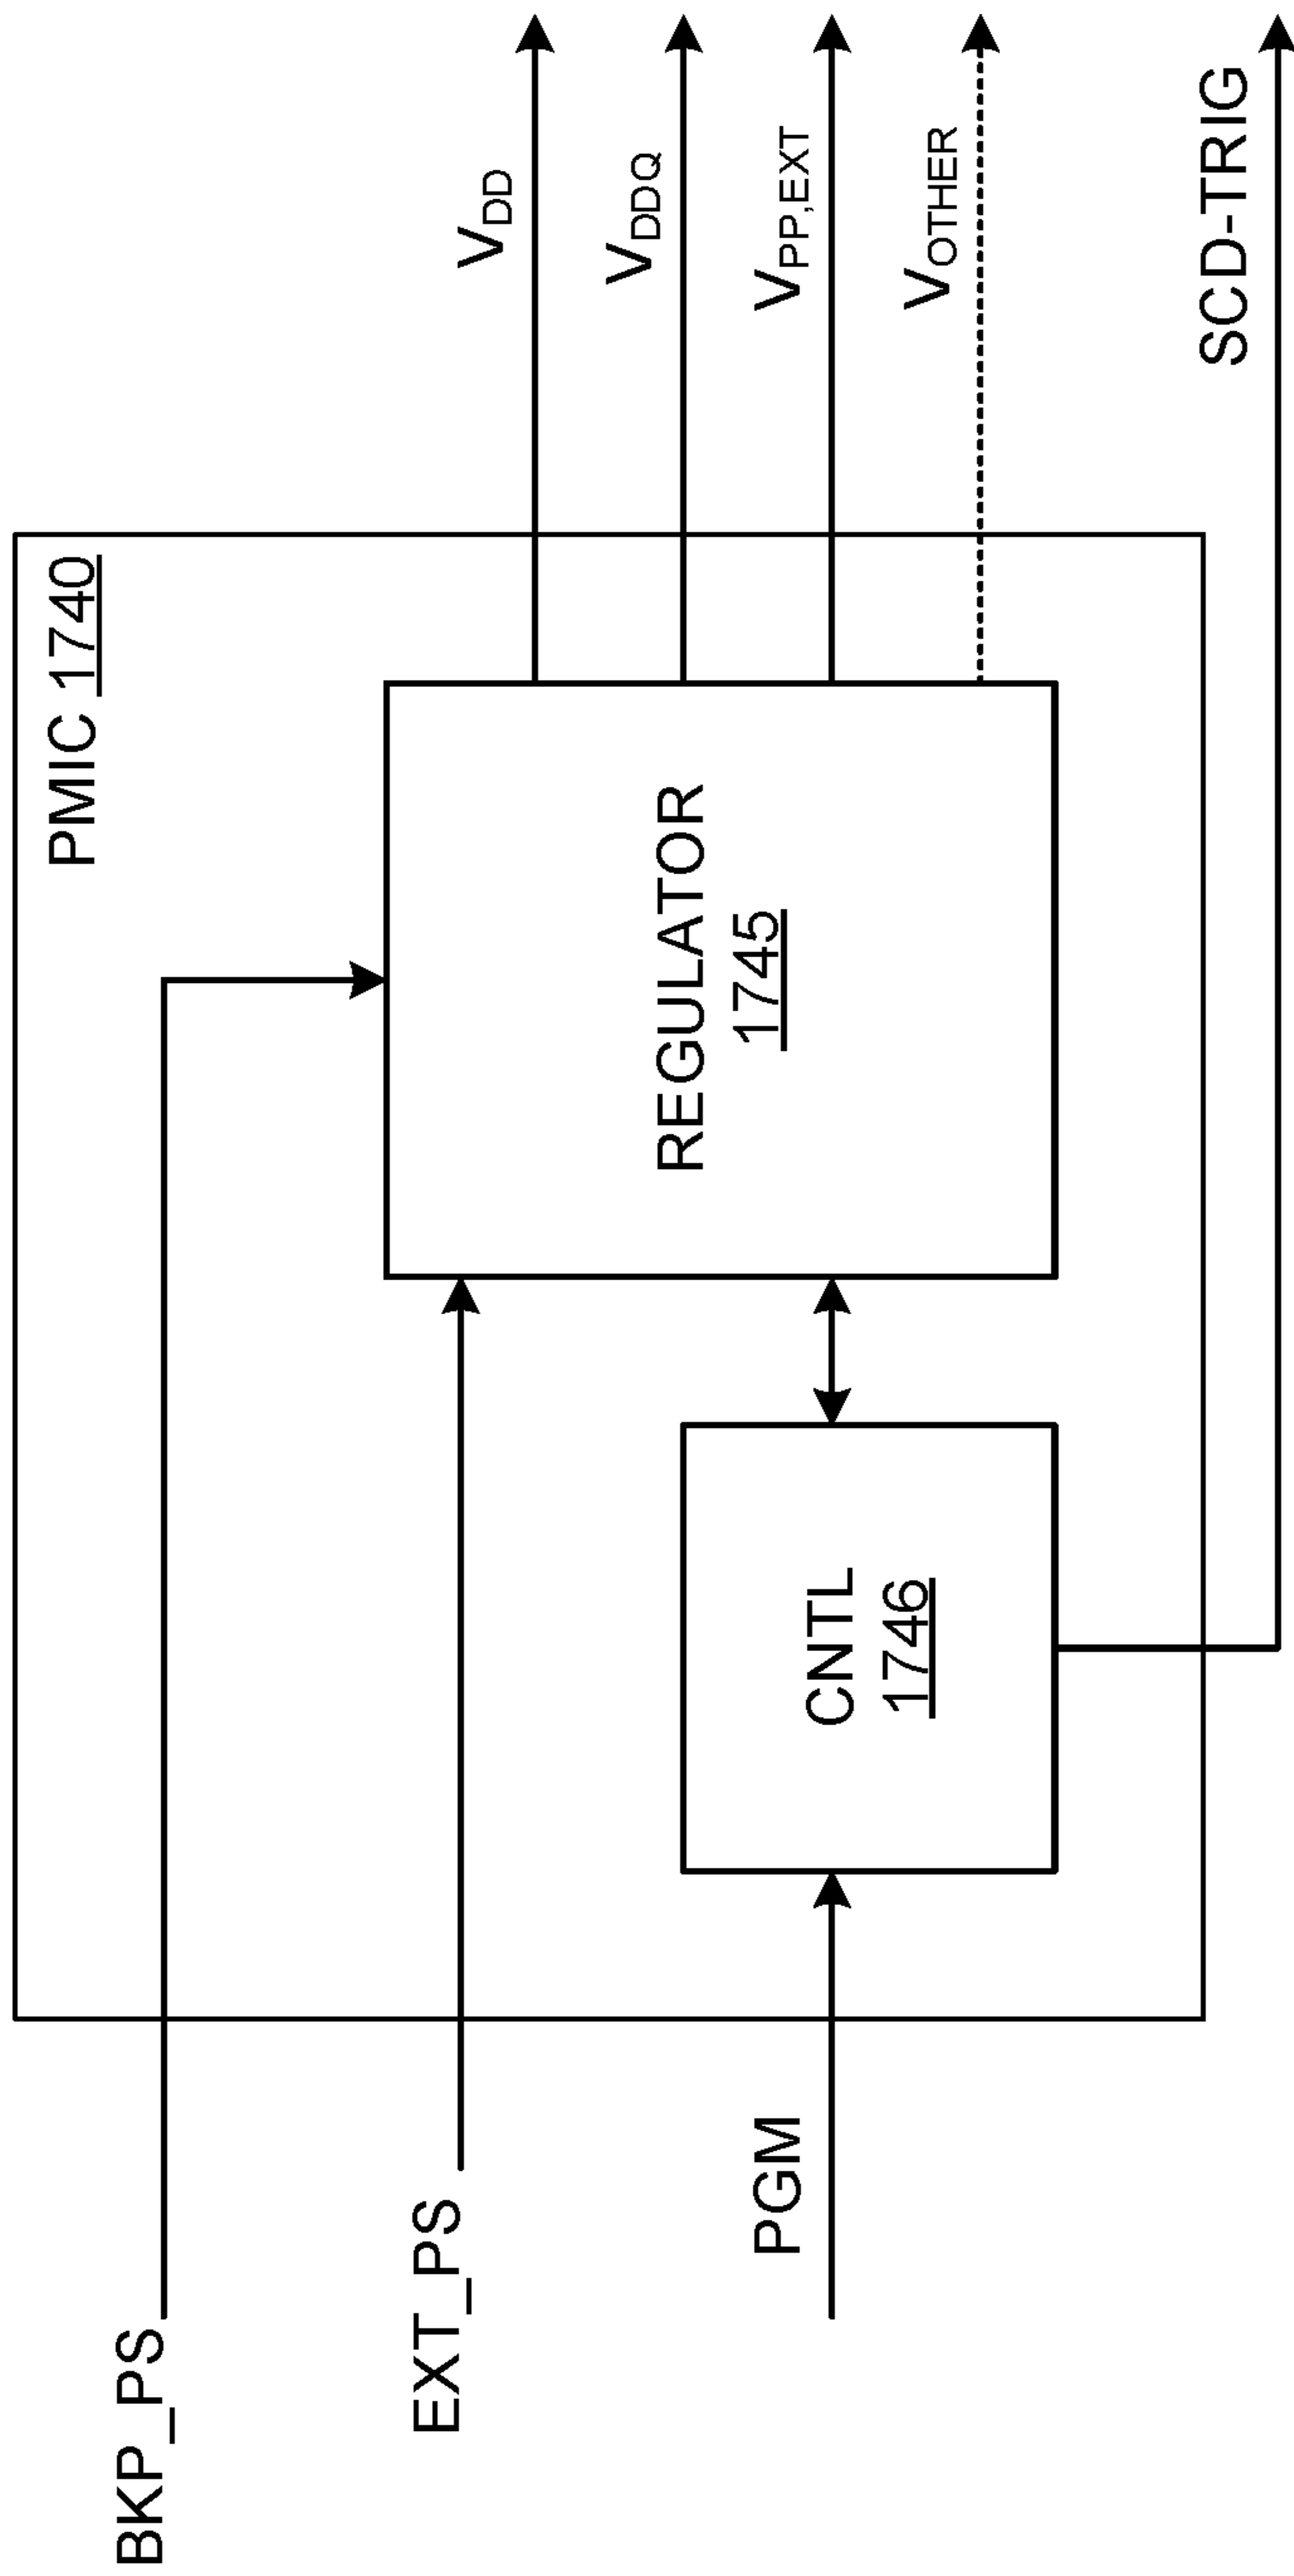 PMIC 1740
BKP_PS
EXT_PS
PGM
REGULATOR
1745
CNTL
1746
VDD
VDDQ
VPP,EXT
VOTHER
SCD-TRIG